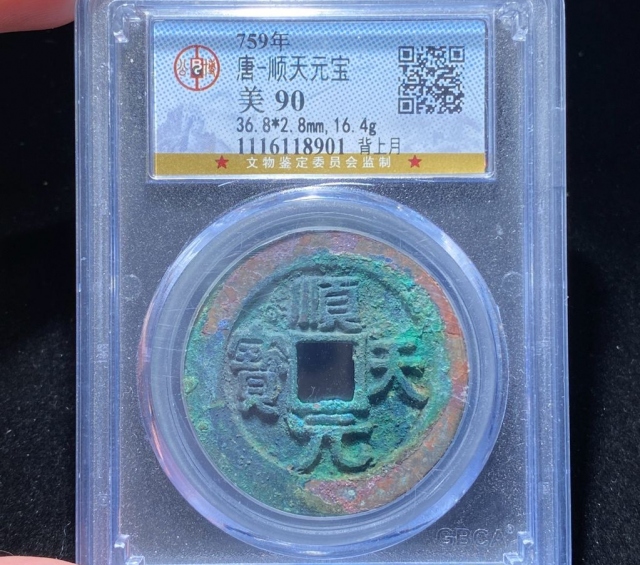 759年
唐-顺天元宝
美 90
36.8*2.8mm,16.4g
1116118901 背上月
★ 文物鉴定委员会监制 ★
順天元寶
GBCA